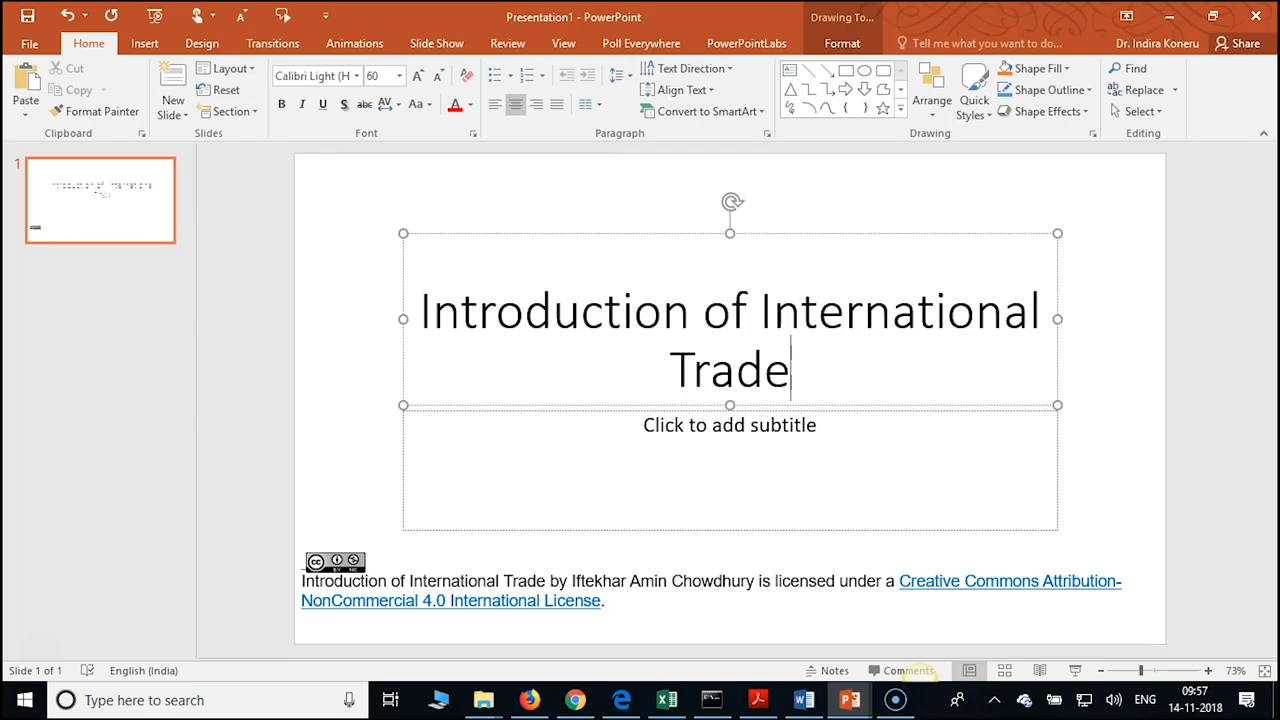 Presentation1 - PowerPoint
Drawing To...
File
Home
Insert
Design
Transitions
Animations
Slide Show
Review
View
Poll Everywhere
PowerPointLabs
Format
Tell me what you want to do...
Dr. Indira Koneru
Share
Paste
Cut
Copy
Format Painter
Clipboard
New Slide
Layout
Reset
Section
Slides
Calibri Light (H
60
B I U S abc AV Aa A
Font
Text Direction
Align Text
Convert to SmartArt
Paragraph
Arrange
Quick Styles
Shape Fill
Shape Outline
Shape Effects
Drawing
Find
Replace
Select
Editing
1
Introduction of International
Trade
Click to add subtitle
cc
BY NC
Introduction of International Trade by Iftekhar Amin Chowdhury is licensed under a Creative Commons Attribution-
NonCommercial 4.0 International License.
Slide 1 of 1
English (India)
Notes
Comments
73%
Type here to search
ENG
09:57
14-11-2018